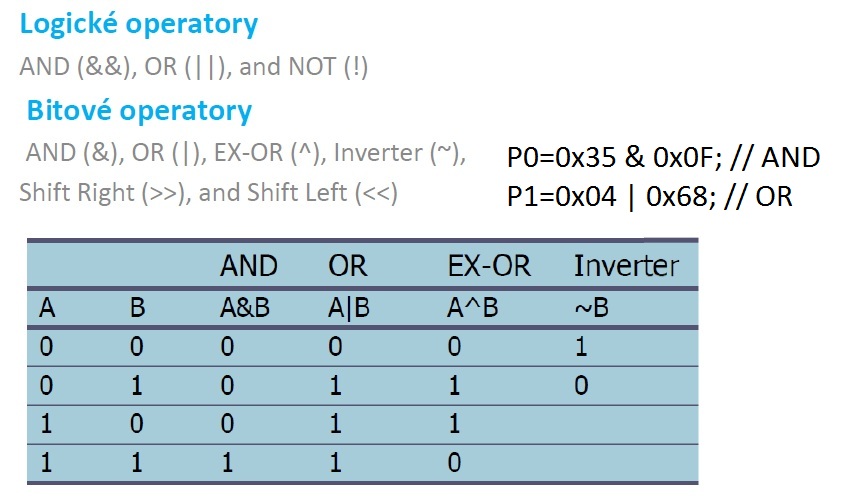 Logické operatory
AND (&&), OR (||), and NOT (!)
Bitové operatory
AND (&), OR (|), EX-OR (^), Inverter (~),
Shift Right (>>), and Shift Left (<<)
P0=0x35 & 0x0F; // AND
P1=0x04 | 0x68; // OR
AND OR EX-OR Inverter
A B A&B A|B A^B ~B
0 0 0 0 0 1
0 1 0 1 1 0
1 0 0 1 1
1 1 1 1 0